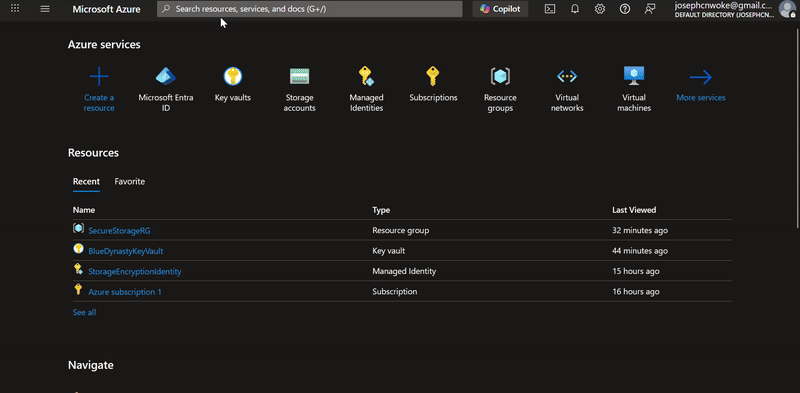 Microsoft Azure
Search resources, services, and docs (G+/)
Copilot
josephcnwoke@gmail.c...
DEFAULT DIRECTORY (JOSEPHCN...
Azure services
Create a resource
Microsoft Entra ID
Key vaults
Storage accounts
Managed Identities
Subscriptions
Resource groups
Virtual networks
Virtual machines
More services
Resources
Recent
Favorite
Name Type Last Viewed
SecureStorageRG Resource group 32 minutes ago
BlueDynastyKeyVault Key vault 44 minutes ago
StorageEncryptionIdentity Managed Identity 15 hours ago
Azure subscription 1 Subscription 16 hours ago
See all
Navigate